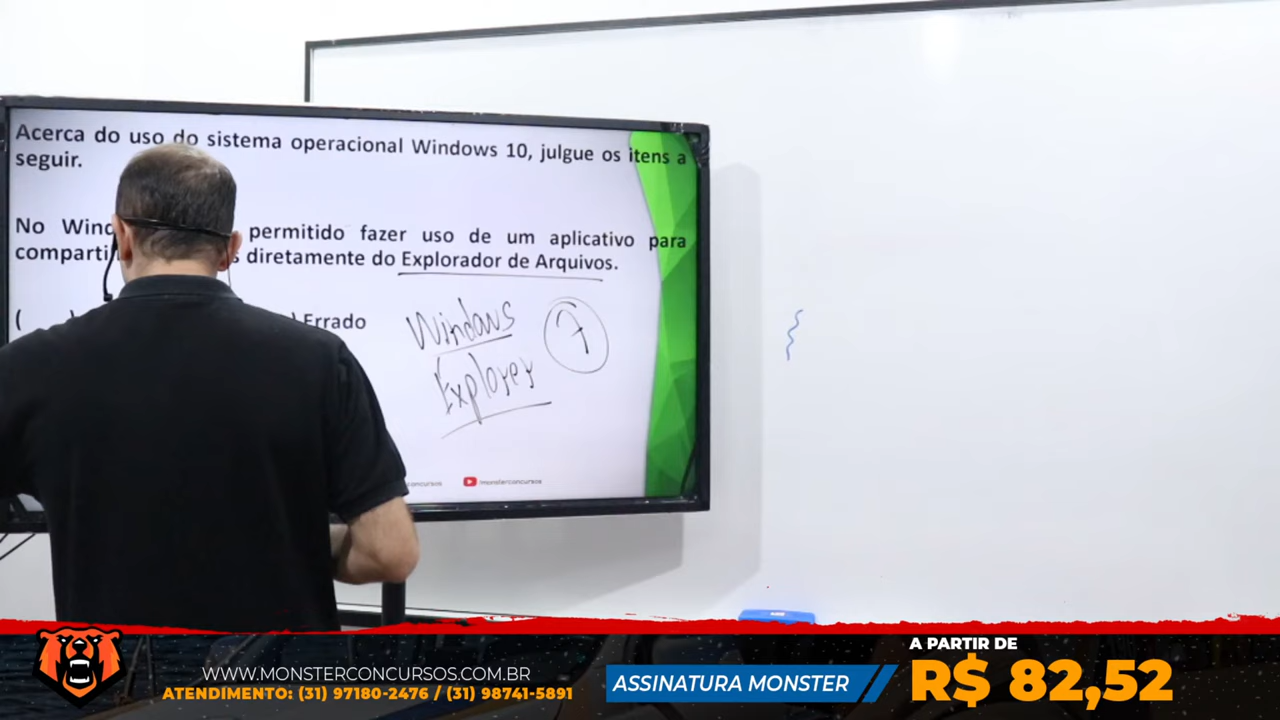 Acerca do uso do sistema operacional Windows 10, julgue os itens a
seguir.
No Wind permitido fazer uso de um aplicativo para
comparti s diretamente do Explorador de Arquivos.
( ) Errado
Windows
Explorer
7
concursos
/monsterconcursos
WWW.MONSTERCONCURSOS.COM.BR
ATENDIMENTO: (31) 97180-2476 / (31) 98741-5891
ASSINATURA MONSTER
A PARTIR DE
R$ 82,52